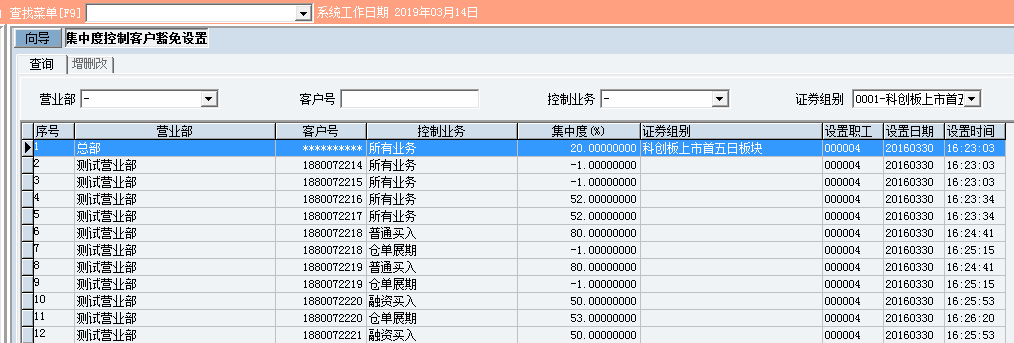 查找菜单[F9] 系统工作日期 2019年03月14日
向导 集中度控制客户豁免设置
查询 增删改
营业部 - 客户号 控制业务 - 证券组别 0001-科创板上市首五
序号 营业部 客户号 控制业务 集中度(%) 证券组别 设置职工 设置日期 设置时间
1 总部 ********** 所有业务 20.00000000 科创板上市首五日板块 000004 20160330 16:23:03
2 测试营业部 1880072214 所有业务 -1.00000000 000004 20160330 16:23:03
3 测试营业部 1880072215 所有业务 -1.00000000 000004 20160330 16:23:03
4 测试营业部 1880072216 所有业务 52.00000000 000004 20160330 16:23:34
5 测试营业部 1880072217 所有业务 52.00000000 000004 20160330 16:23:34
6 测试营业部 1880072218 普通买入 80.00000000 000004 20160330 16:24:41
7 测试营业部 1880072218 仓单展期 -1.00000000 000004 20160330 16:25:15
8 测试营业部 1880072219 普通买入 80.00000000 000004 20160330 16:24:41
9 测试营业部 1880072219 仓单展期 -1.00000000 000004 20160330 16:25:15
10 测试营业部 1880072220 融资买入 50.00000000 000004 20160330 16:25:53
11 测试营业部 1880072220 仓单展期 53.00000000 000004 20160330 16:26:20
12 测试营业部 1880072221 融资买入 50.00000000 000004 20160330 16:25:53